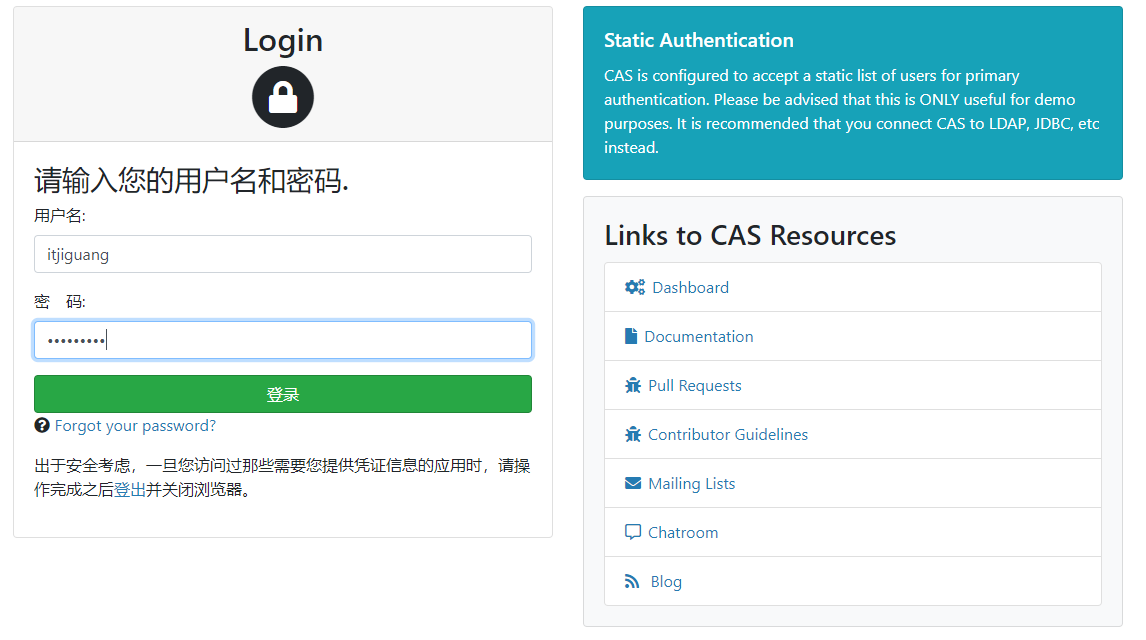 Login
请输入您的用户名和密码.
用户名:
itjiguang
密 码:
•••••••••
登录
Forgot your password?
出于安全考虑，一旦您访问过那些需要您提供凭证信息的应用时，请操
作完成之后登出并关闭浏览器。
Static Authentication
CAS is configured to accept a static list of users for primary
authentication. Please be advised that this is ONLY useful for demo
purposes. It is recommended that you connect CAS to LDAP, JDBC, etc
instead.
Links to CAS Resources
Dashboard
Documentation
Pull Requests
Contributor Guidelines
Mailing Lists
Chatroom
Blog